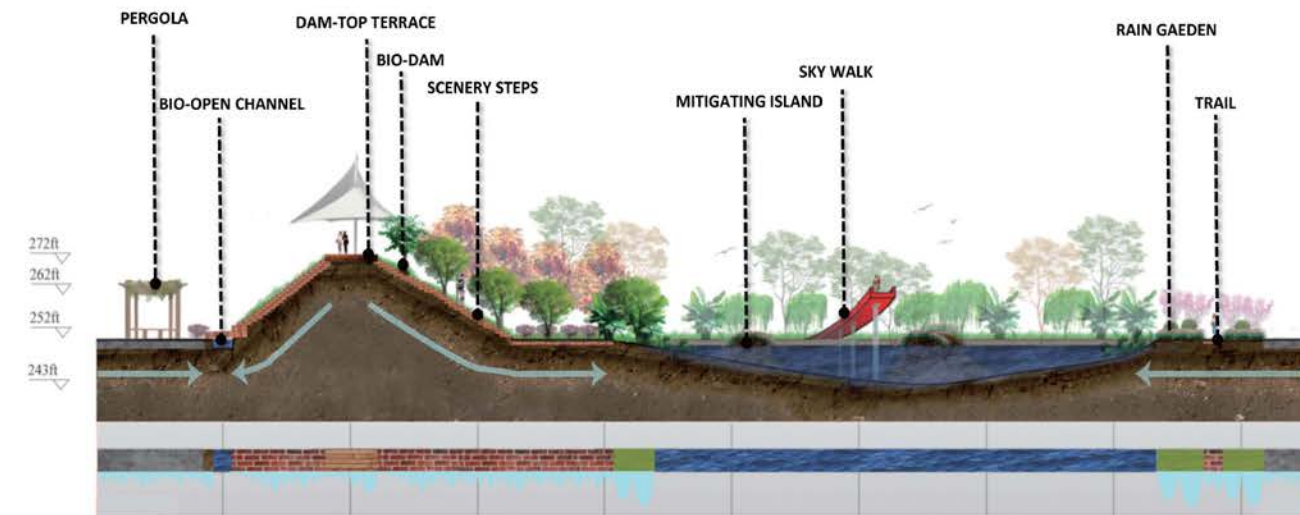 PERGOLA
DAM-TOP TERRACE
RAIN GAEDEN
BIO-DAM
SKY WALK
SCENERY STEPS
BIO-OPEN CHANNEL
MITIGATING ISLAND
TRAIL
272ft
262ft
252ft
243ft